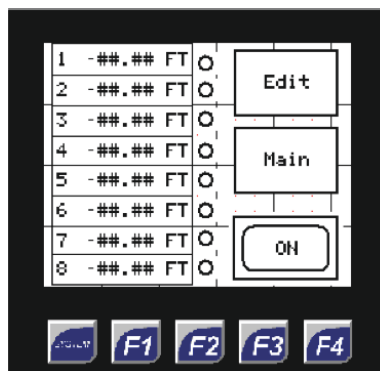 1 -##.## FT
2 -##.## FT
3 -##.## FT
4 -##.## FT
5 -##.## FT
6 -##.## FT
7 -##.## FT
8 -##.## FT
Edit
Main
ON
SYSTEM F1 F2 F3 F4